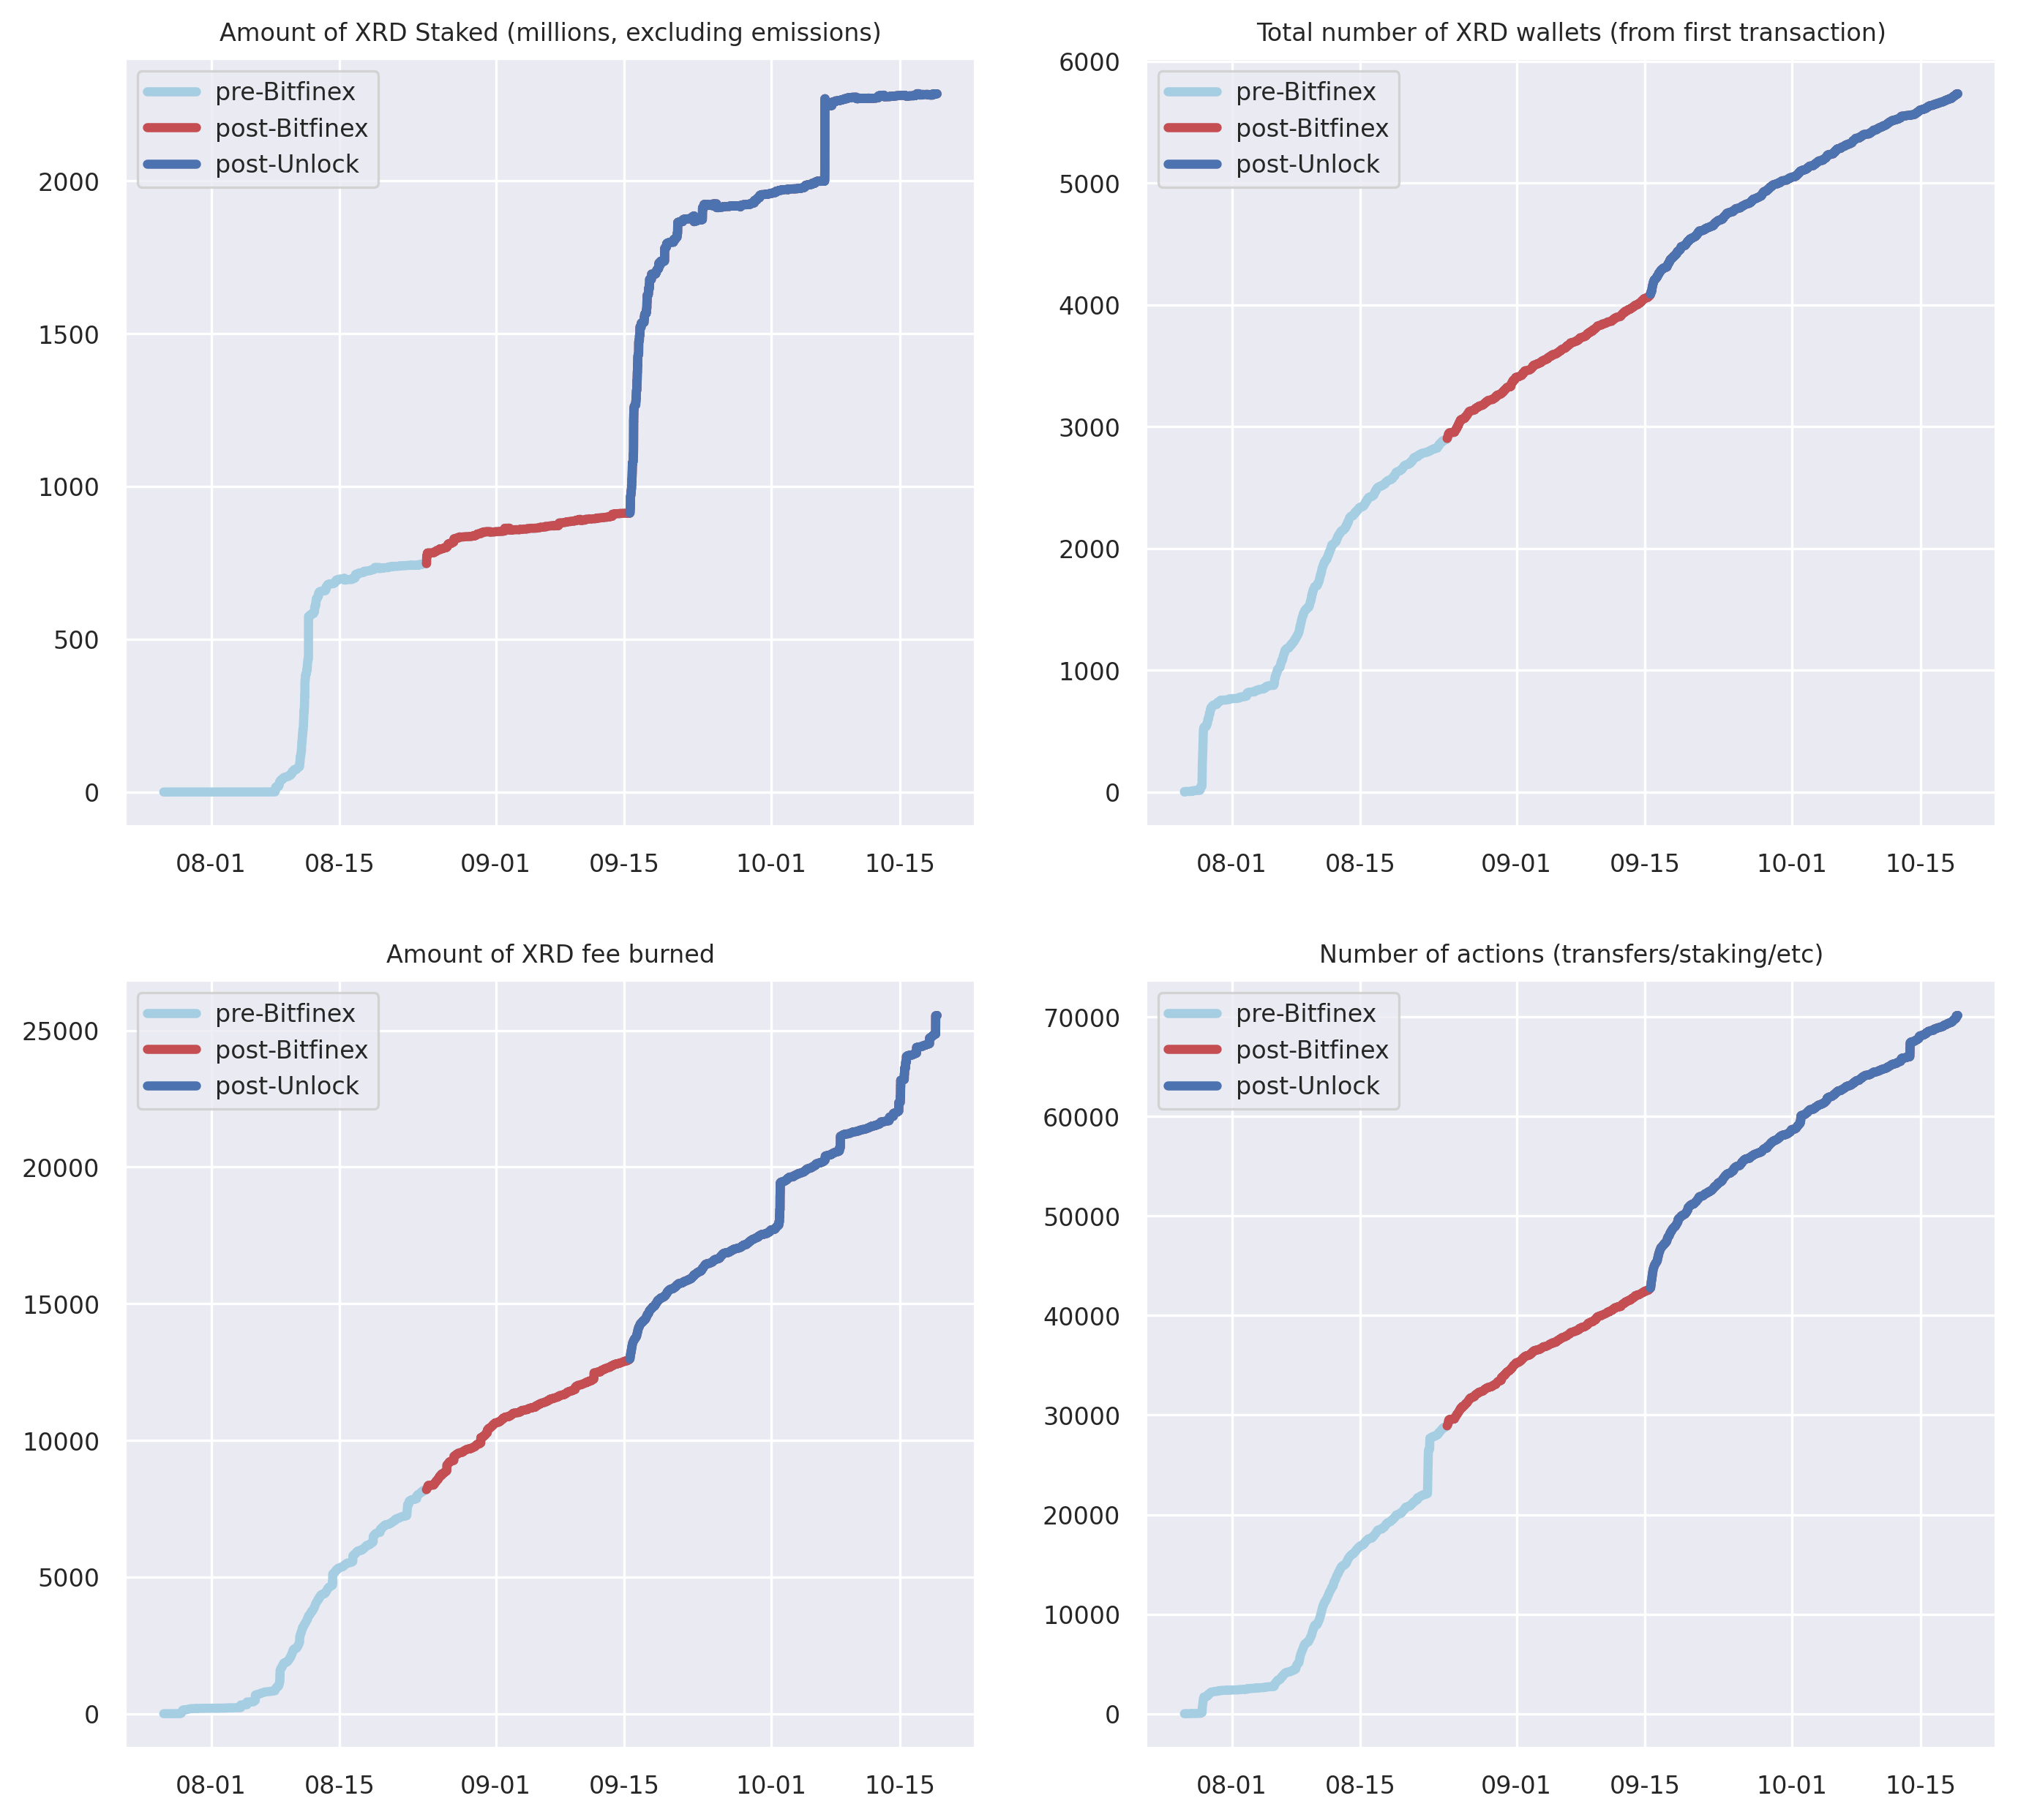 Amount of XRD Staked (millions, excluding emissions)
pre-Bitfinex
post-Bitfinex
post-Unlock
2000
1500
1000
500
0
08-01 08-15 09-01 09-15 10-01 10-15
Total number of XRD wallets (from first transaction)
pre-Bitfinex
post-Bitfinex
post-Unlock
6000
5000
4000
3000
2000
1000
0
08-01 08-15 09-01 09-15 10-01 10-15
Amount of XRD fee burned
pre-Bitfinex
post-Bitfinex
post-Unlock
25000
20000
15000
10000
5000
0
08-01 08-15 09-01 09-15 10-01 10-15
Number of actions (transfers/staking/etc)
pre-Bitfinex
post-Bitfinex
post-Unlock
70000
60000
50000
40000
30000
20000
10000
0
08-01 08-15 09-01 09-15 10-01 10-15